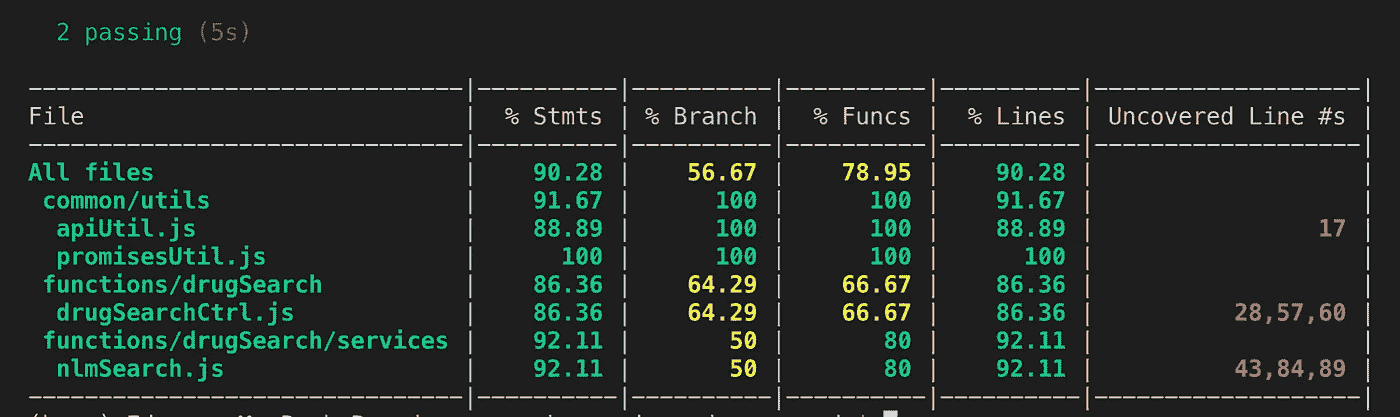 2 passing (5s)
-------------------------------|----------|----------|----------|----------|-------------------|
File | % Stmts | % Branch | % Funcs | % Lines | Uncovered Line #s |
-------------------------------|----------|----------|----------|----------|-------------------|
All files | 90.28 | 56.67 | 78.95 | 90.28 | |
common/utils | 91.67 | 100 | 100 | 91.67 | |
apiUtil.js | 88.89 | 100 | 100 | 88.89 | 17 |
promisesUtil.js | 100 | 100 | 100 | 100 | |
functions/drugSearch | 86.36 | 64.29 | 66.67 | 86.36 | |
drugSearchCtrl.js | 86.36 | 64.29 | 66.67 | 86.36 | 28,57,60 |
functions/drugSearch/services | 92.11 | 50 | 80 | 92.11 | |
nlmSearch.js | 92.11 | 50 | 80 | 92.11 | 43,84,89 |
-------------------------------|----------|----------|----------|----------|-------------------|